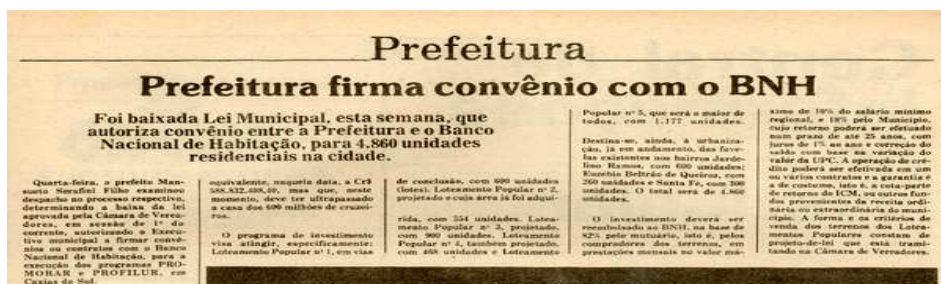 Prefeitura
Prefeitura firma convênio com o BNH
Foi baixada Lei Municipal, esta semana, que
autoriza convênio entre a Prefeitura e o Banco
Nacional de Habitação, para 4.860 unidades
residenciais na cidade.
Quarta-feira, o prefeito Man-
sueto Serafini Filho examinou
despacho no processo respectivo,
determinando a baixa da lei
aprovada pela Câmara de Verea-
dores, em sessão de 1º do
corrente, autorizando o Execu-
tivo municipal a firmar convê-
nios ou contratos com o Banco
Nacional de Habitação, para a
execução dos programas PRO-
MORAR e PROFILUR, em
Caxias do Sul.
equivalente, naquela data, a Cr$
588.832.408,10, mas que, neste
momento, deve ter ultrapassado
a casa dos 600 milhões de cruzei-
ros.
O programa de investimento
visa atingir, especificamente:
Loteamento Popular nº 1, em vias
de conclusão, com 600 unidades
(lotes). Loteamento Popular nº 2,
projetado e cuja área já foi adqui-
rida, com 554 unidades. Lotea-
mento Popular nº 3, projetado,
com 900 unidades. Loteamento
Popular nº 4, também projetado,
com 468 unidades e Loteamento
Popular nº 5, que será o maior de
todos, com 1.177 unidades.
Destina-se, ainda, à urbaniza-
ção, já em andamento, das fave-
las existentes nos bairros Jarde-
lino Ramos, com 600 unidades;
Euzébio Beltrão de Queiroz, com
260 unidades e Santa Fé, com 300
unidades. O total será de 4.860
unidades.
O investimento deverá ser
reembolsado ao BNH, na base de
82% pelo mutuário, isto é, pelos
compradores dos terrenos, em
prestações mensais no valor má-
ximo de 10% do salário mínimo
regional, e 18% pelo Município,
cujo retorno poderá ser efetuado
num prazo de até 25 anos, com
juros de 1% ao ano e correção do
saldo com base na variação do
valor da UPC. A operação de cré-
dito poderá ser efetivada em um
ou vários contratos e a garantia é
a de costume, isto é, a cota-parte
de retorno do ICM, ou outros fun-
dos provenientes da receita ordi-
nária ou extraordinária do muni-
cípio. A forma e os critérios de
venda dos terrenos dos Lotea-
mentos Populares constam de
projeto-de-lei que está trami-
tando na Câmara de Vereadores.